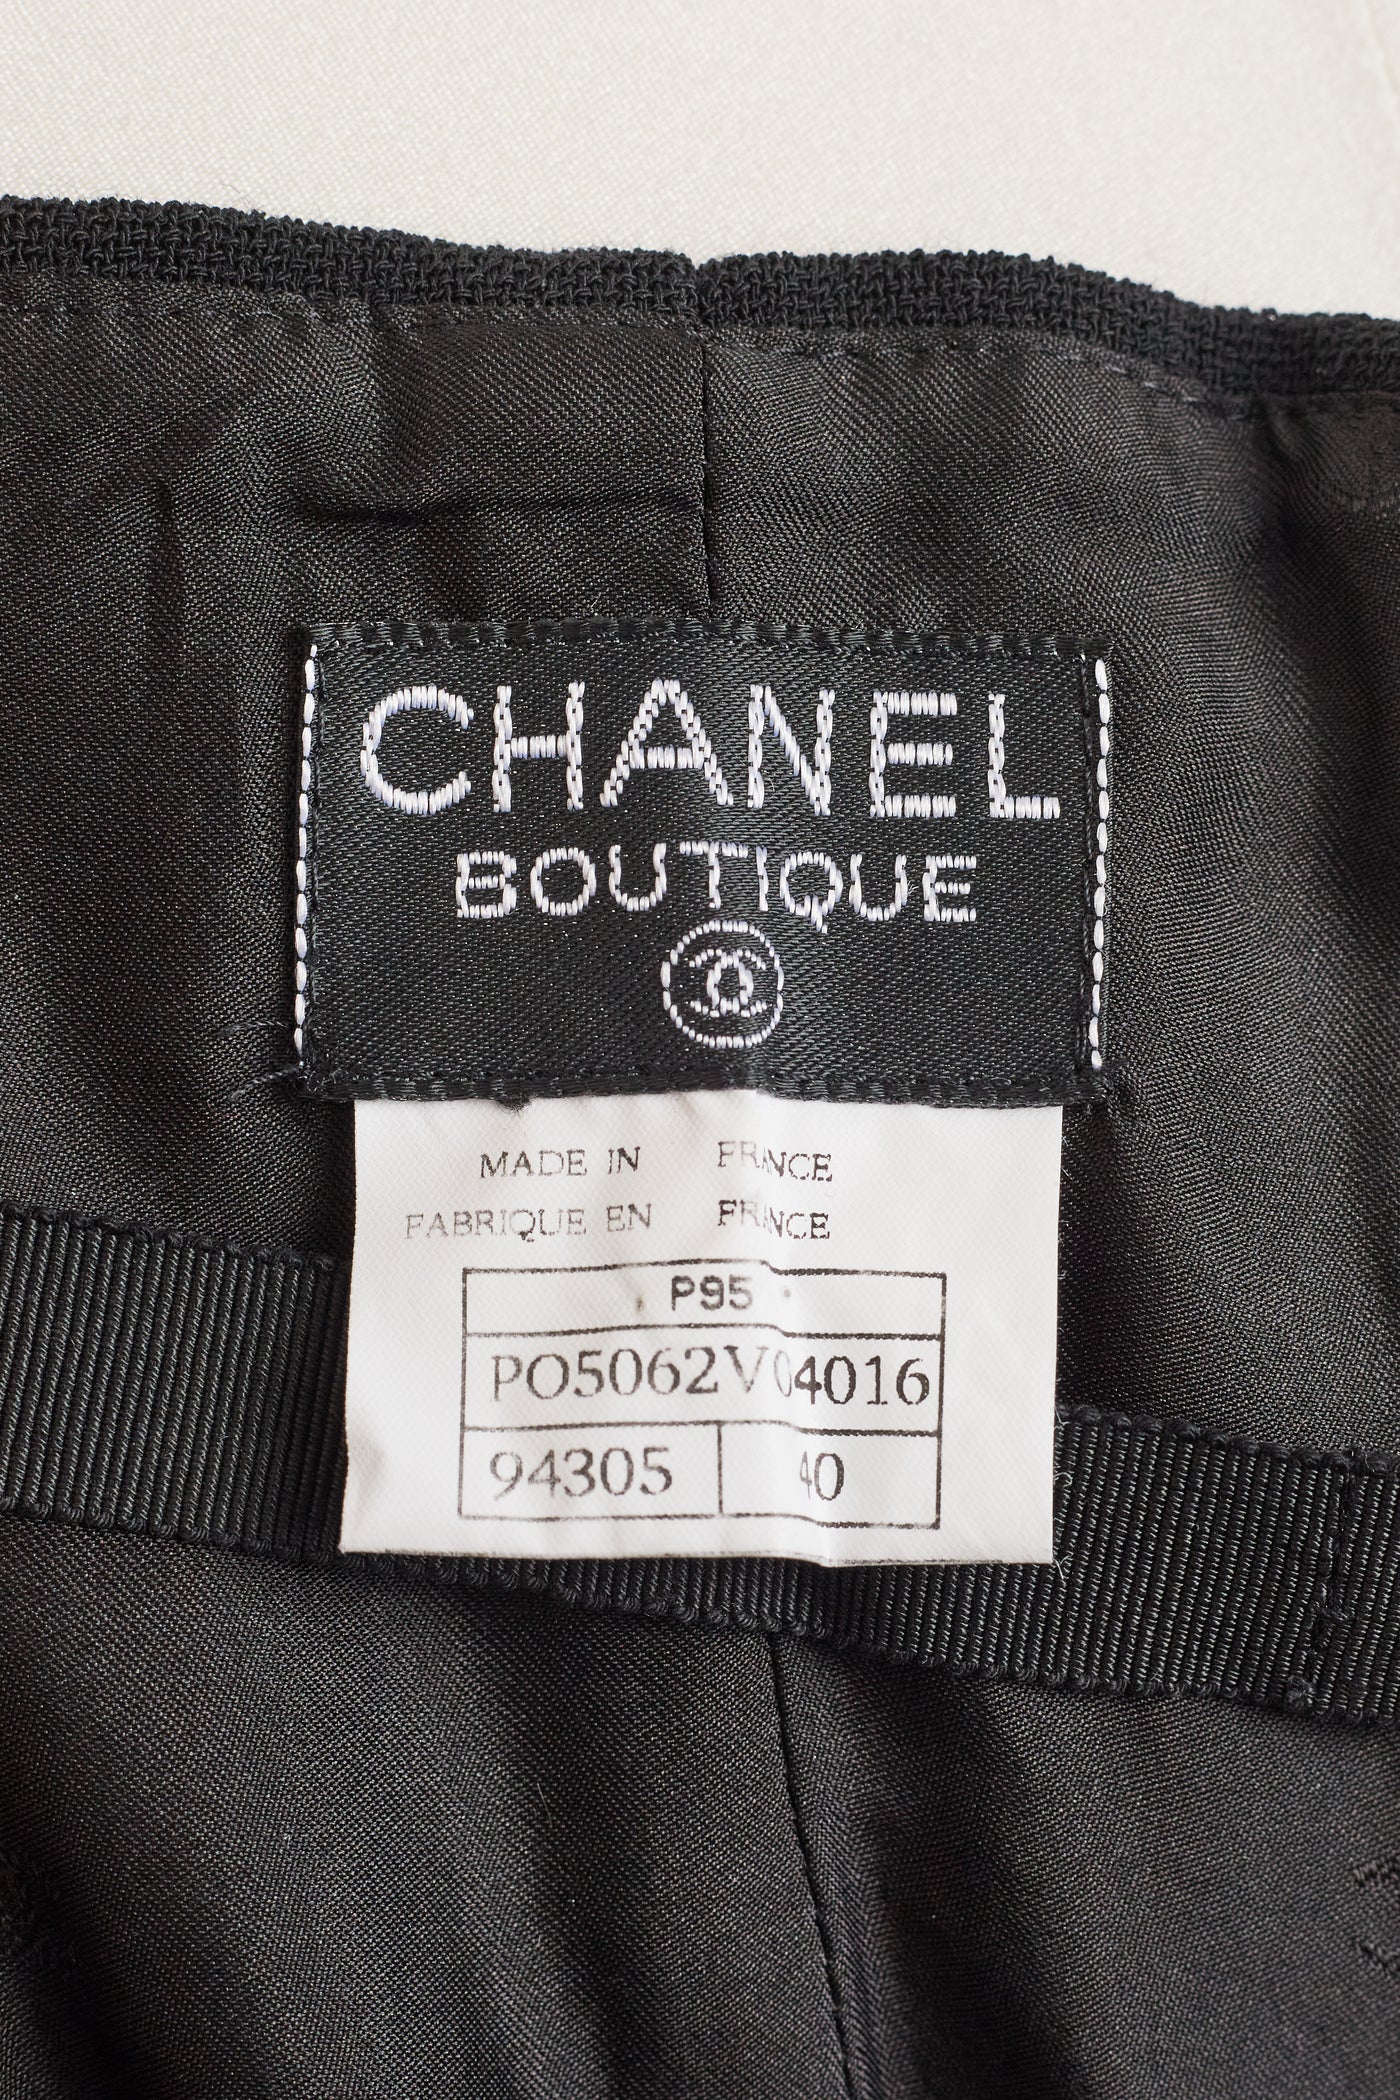 CHANEL
BOUTIQUE
MADE IN FRANCE
FABRIQUE EN FRANCE
P95
PO5062V04016
94305 40